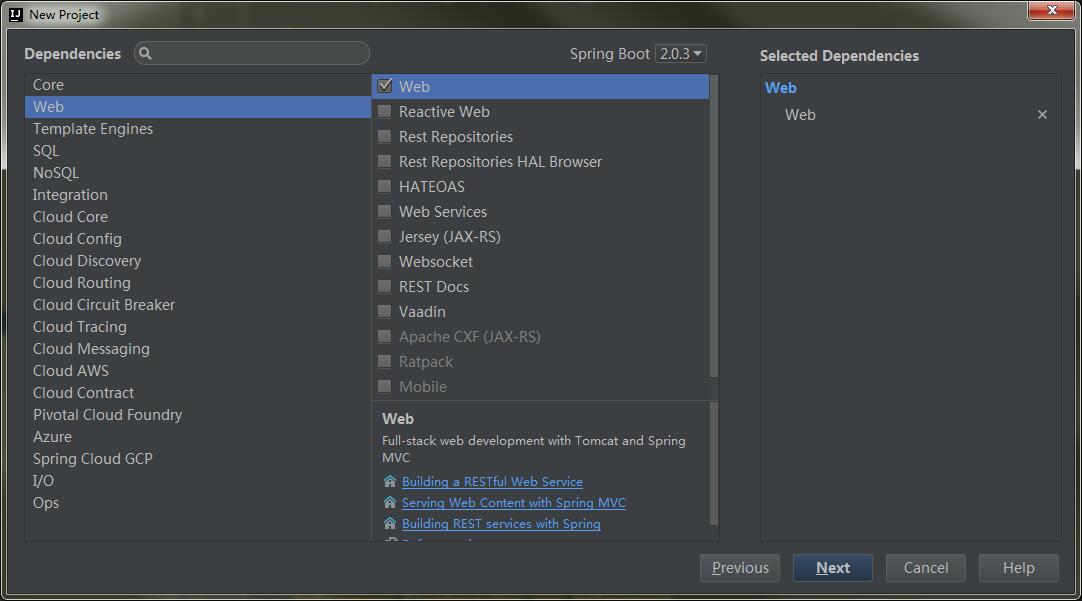 New Project
Dependencies
Spring Boot 2.0.3
Selected Dependencies
Core
Web
Template Engines
SQL
NoSQL
Integration
Cloud Core
Cloud Config
Cloud Discovery
Cloud Routing
Cloud Circuit Breaker
Cloud Tracing
Cloud Messaging
Cloud AWS
Cloud Contract
Pivotal Cloud Foundry
Azure
Spring Cloud GCP
I/O
Ops
Web
Reactive Web
Rest Repositories
Rest Repositories HAL Browser
HATEOAS
Web Services
Jersey (JAX-RS)
Websocket
REST Docs
Vaadin
Apache CXF (JAX-RS)
Ratpack
Mobile
Web
Full-stack web development with Tomcat and Spring
MVC
Building a RESTful Web Service
Serving Web Content with Spring MVC
Building REST services with Spring
Web
Web
Previous
Next
Cancel
Help